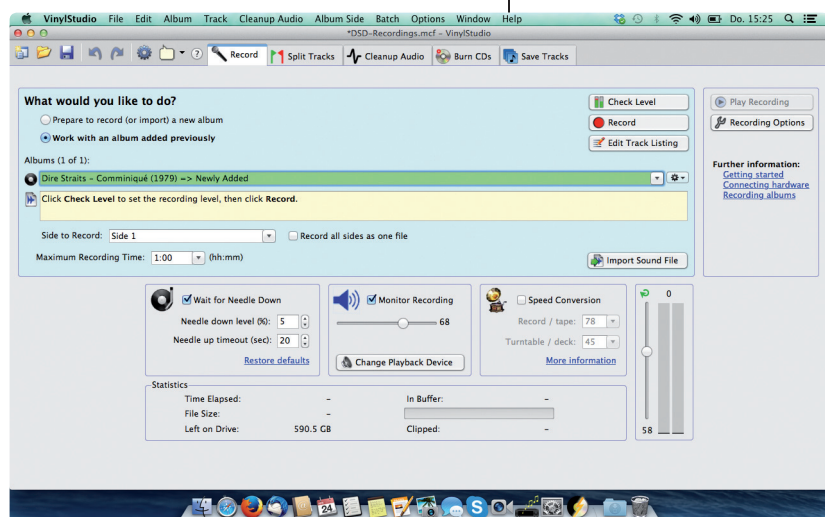 VinylStudio File Edit Album Track Cleanup Audio Album Side Batch Options Window Help Do. 15:25
*DSD-Recordings.mcf - VinylStudio
Record Split Tracks Cleanup Audio Burn CDs Save Tracks
What would you like to do?
Prepare to record (or import) a new album
Work with an album added previously
Albums (1 of 1):
Dire Straits - Comminiqué (1979) => Newly Added
Click Check Level to set the recording level, then click Record.
Side to Record: Side 1 Record all sides as one file
Maximum Recording Time: 1:00 (hh:mm)
Check Level
Record
Edit Track Listing
Import Sound File
Play Recording
Recording Options
Further information:
Getting started
Connecting hardware
Recording albums
Wait for Needle Down
Needle down level (%): 5
Needle up timeout (sec): 20
Restore defaults
Monitor Recording
68
Change Playback Device
Speed Conversion
Record / tape: 78
Turntable / deck: 45
More information
0
58
Statistics
Time Elapsed: - In Buffer: -
File Size: -
Left on Drive: 590.5 GB Clipped: -
24